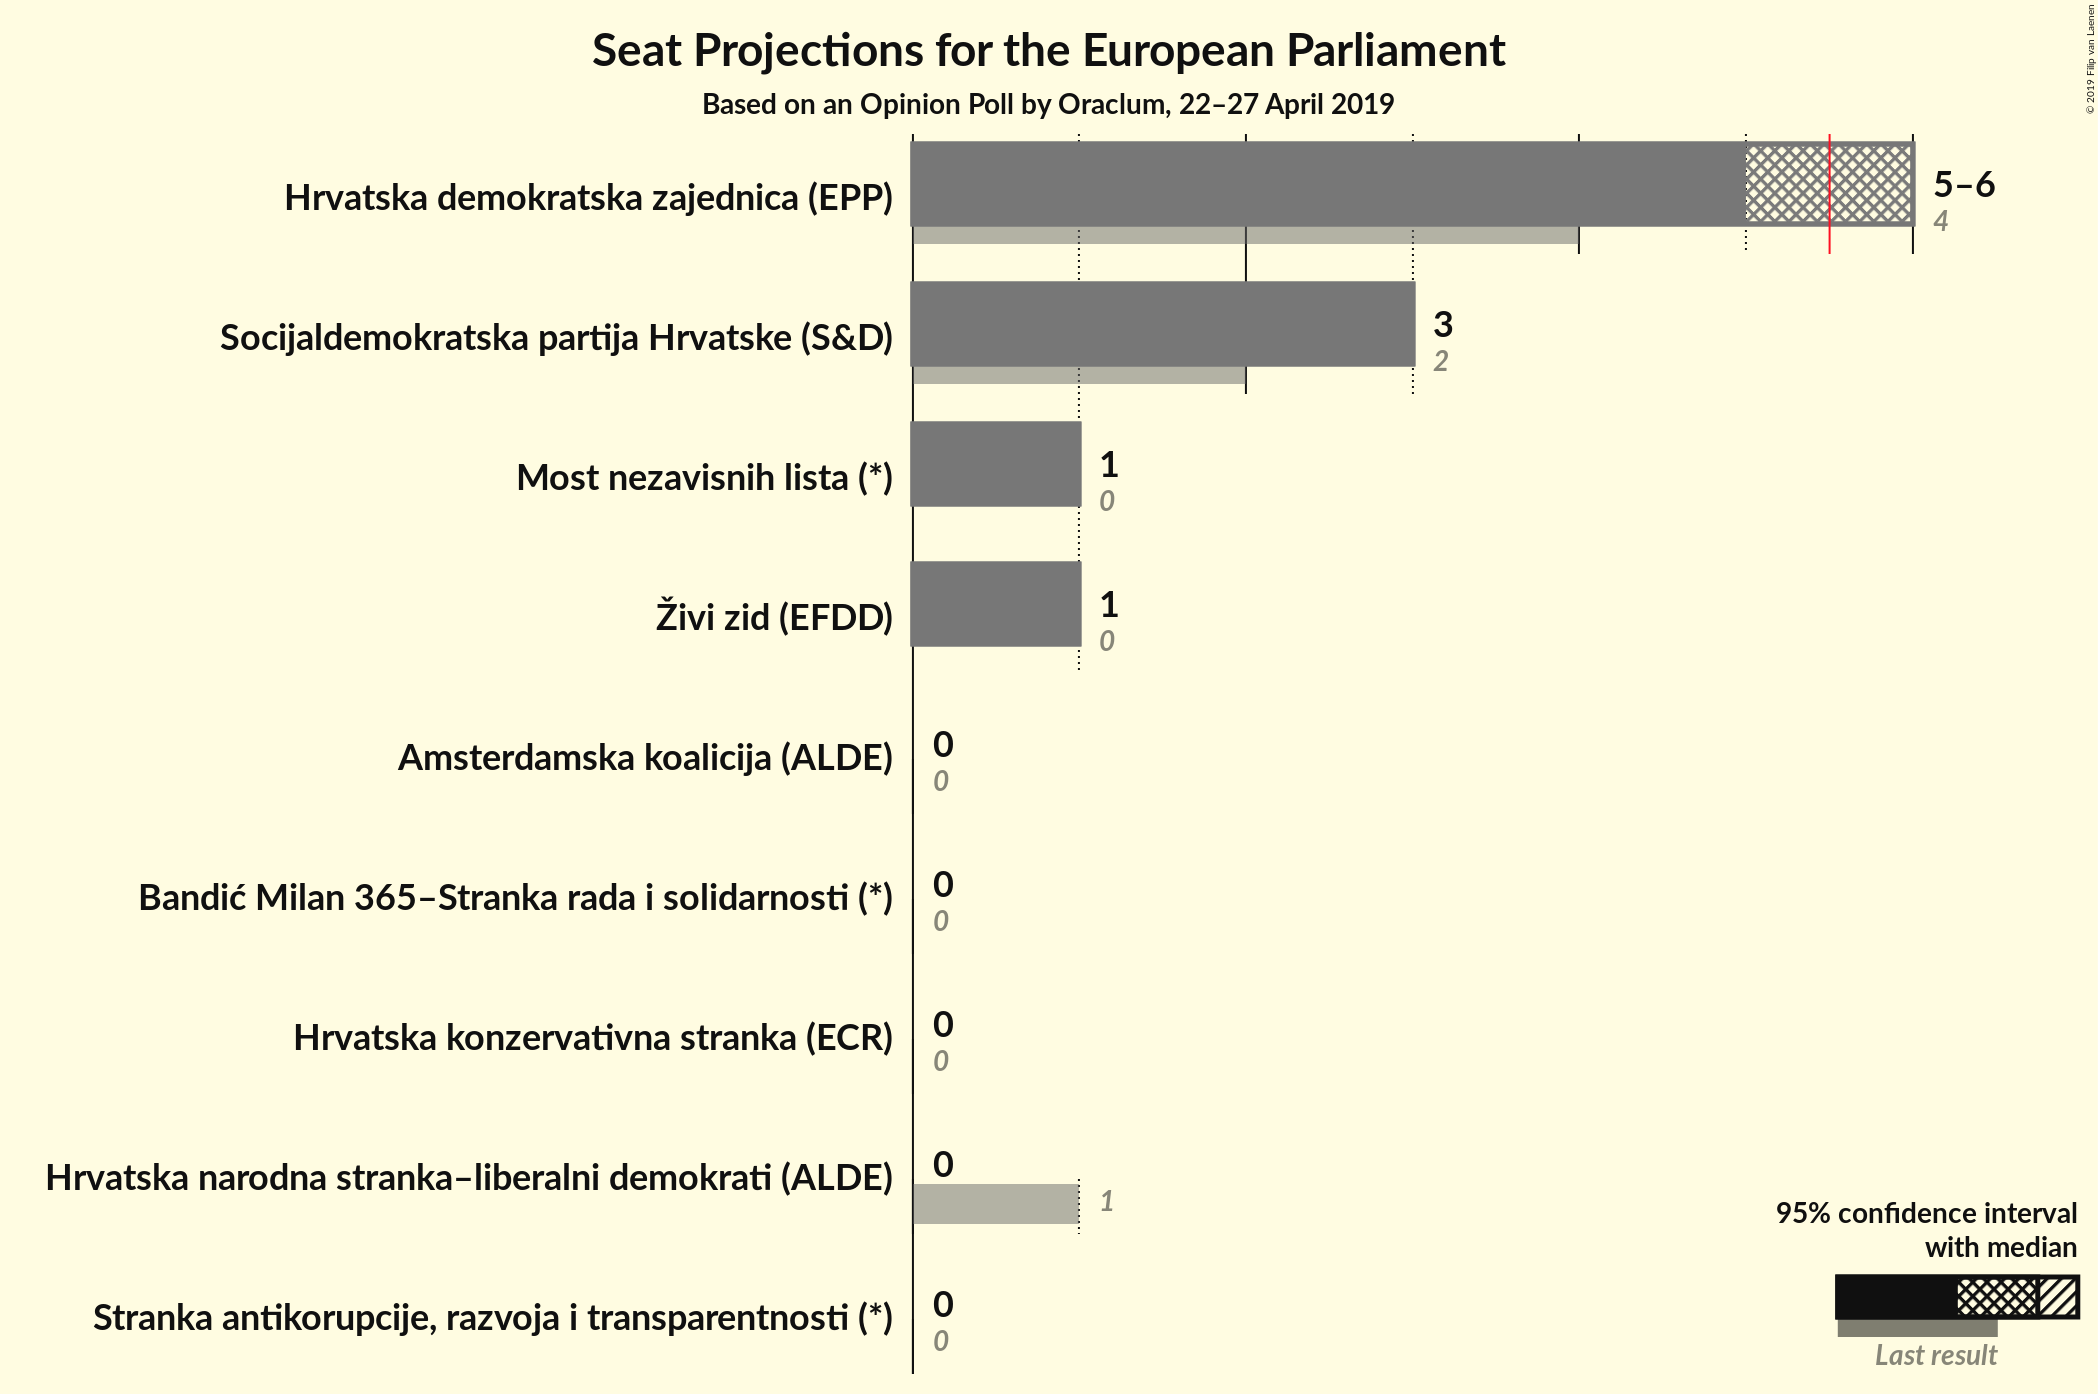 Seat Projections for the European Parliament
Based on an Opinion Poll by Oraclum, 22–27 April 2019
© 2019 Filip van Laenen
Hrvatska demokratska zajednica (EPP)
5–6
4
Socijaldemokratska partija Hrvatske (S&D)
3
2
Most nezavisnih lista (*)
1
0
Živi zid (EFDD)
1
0
Amsterdamska koalicija (ALDE)
0
0
Bandić Milan 365–Stranka rada i solidarnosti (*)
0
0
Hrvatska konzervativna stranka (ECR)
0
0
Hrvatska narodna stranka–liberalni demokrati (ALDE)
0
1
Stranka antikorupcije, razvoja i transparentnosti (*)
0
0
95% confidence interval
with median
Last result